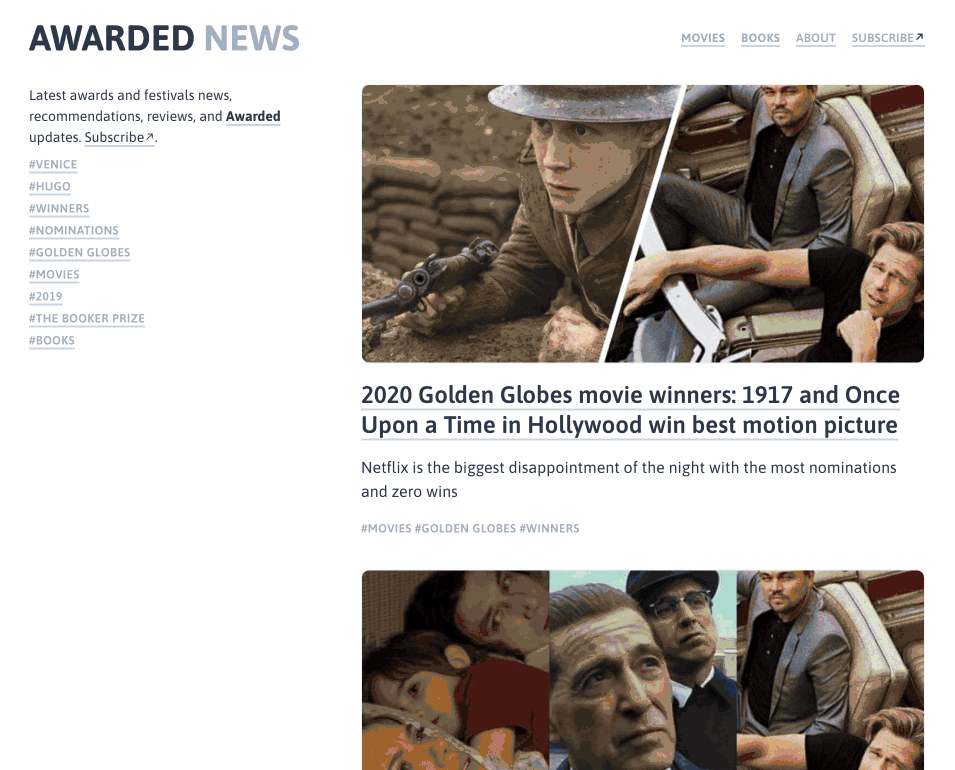 AWARDED NEWS
MOVIES BOOKS ABOUT SUBSCRIBE↗
Latest awards and festivals news,
recommendations, reviews, and Awarded
updates. Subscribe↗.
#VENICE
#HUGO
#WINNERS
#NOMINATIONS
#GOLDEN GLOBES
#MOVIES
#2019
#THE BOOKER PRIZE
#BOOKS
2020 Golden Globes movie winners: 1917 and Once
Upon a Time in Hollywood win best motion picture
Netflix is the biggest disappointment of the night with the most nominations
and zero wins
#MOVIES #GOLDEN GLOBES #WINNERS